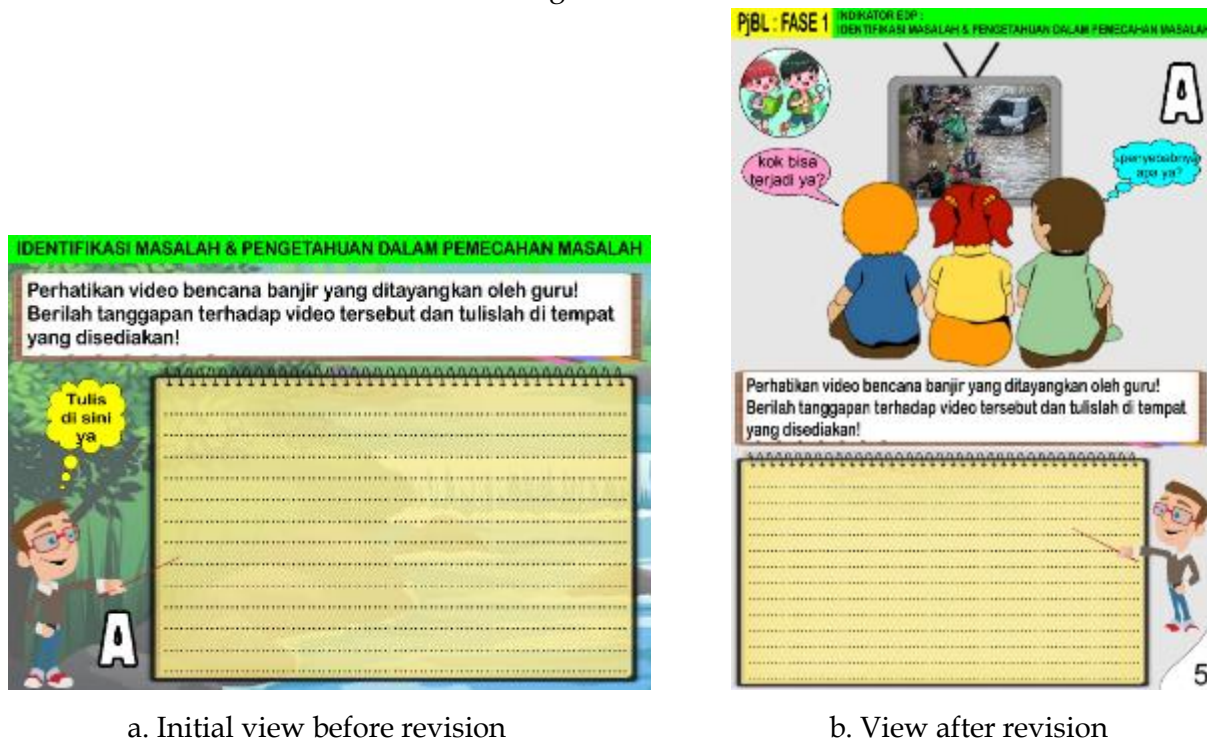 IDENTIFIKASI MASALAH & PENGETAHUAN DALAM PEMECAHAN MASALAH
Perhatikan video bencana banjir yang ditayangkan oleh guru!
Berilah tanggapan terhadap video tersebut dan tulislah di tempat
yang disediakan!
Tulis
di sini
ya
A
a. Initial view before revision
PjBL : FASE 1
INDIKATOR EDP :
IDENTIFIKASI MASALAH & PENGETAHUAN DALAM PEMECAHAN MASALAH
A
kok bisa
terjadi ya?
penyebabnya
apa ya?
Perhatikan video bencana banjir yang ditayangkan oleh guru!
Berilah tanggapan terhadap video tersebut dan tulislah di tempat
yang disediakan!
5
b. View after revision